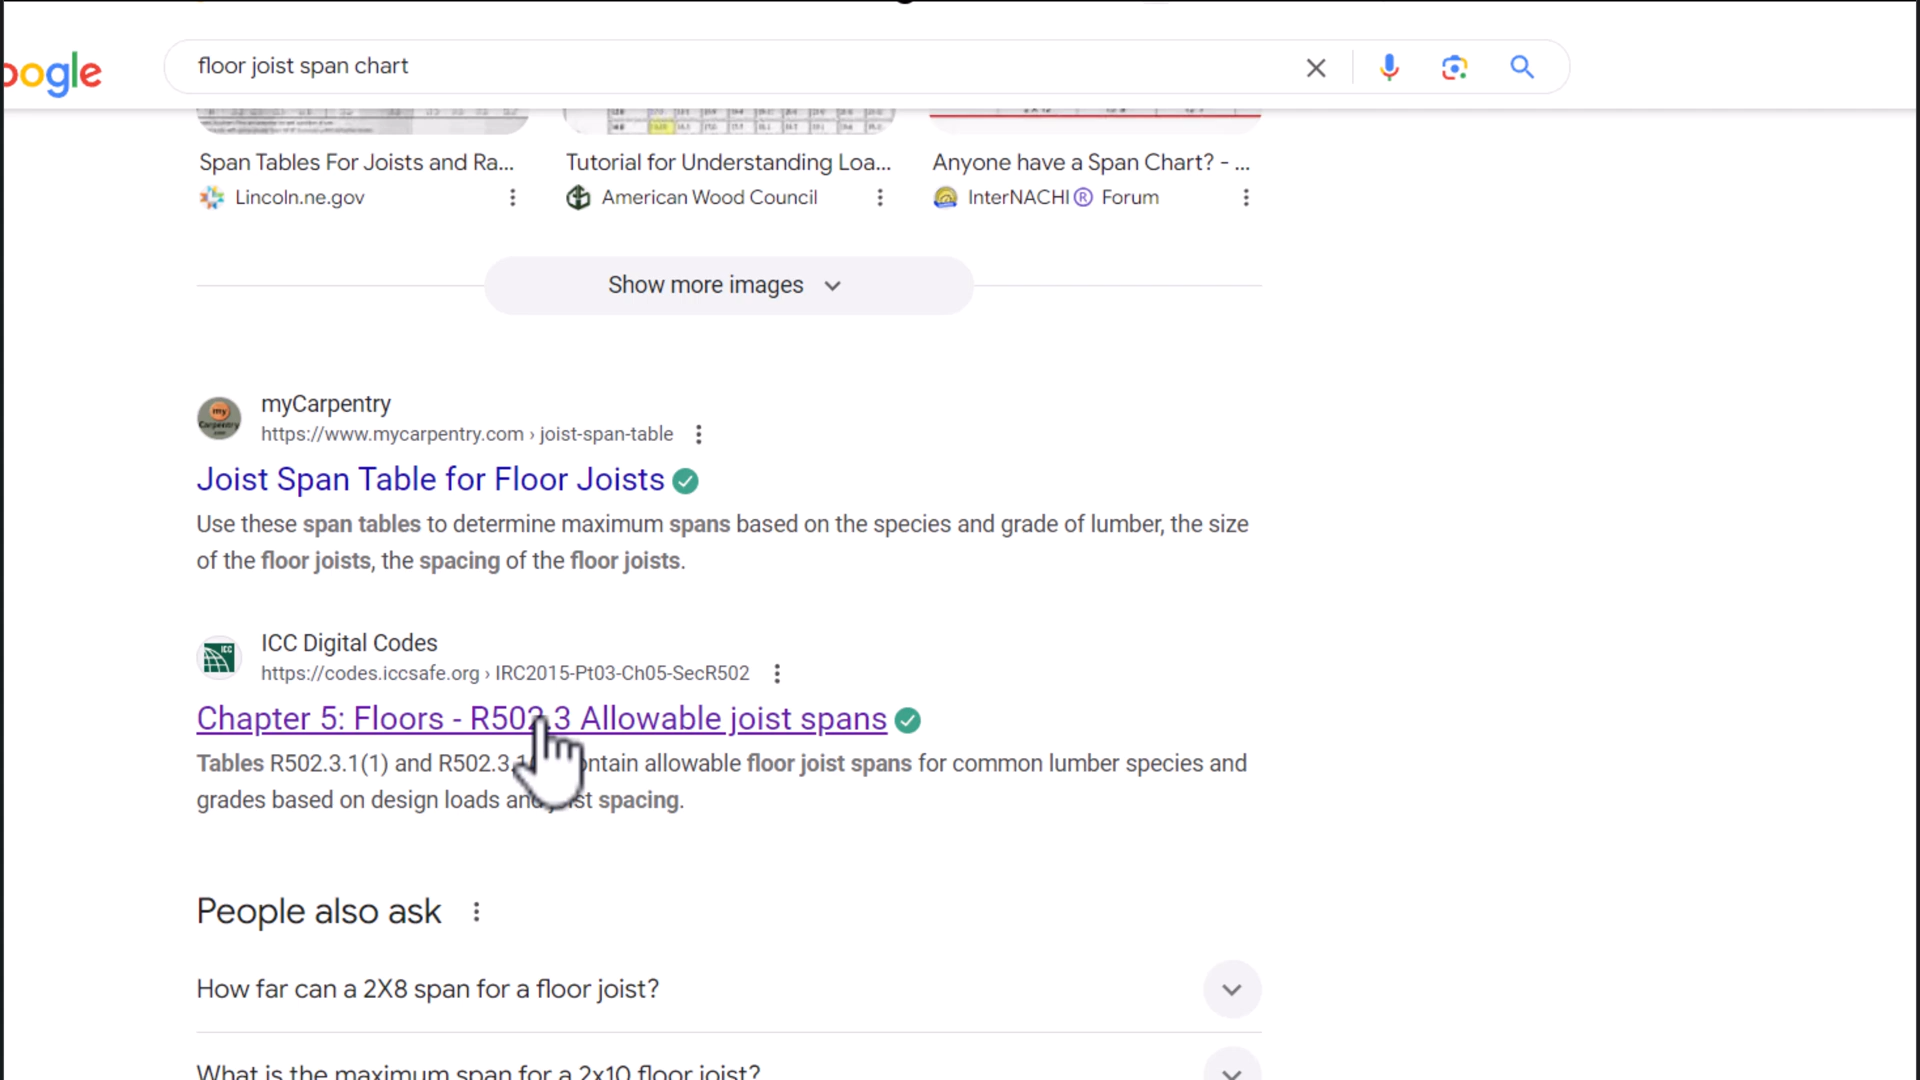 oogle
floor joist span chart
Span Tables For Joists and Ra...
Tutorial for Understanding Loa...
Anyone have a Span Chart? - ...
Lincoln.ne.gov
American Wood Council
InterNACHI® Forum
Show more images
my
Carpentry
myCarpentry
https://www.mycarpentry.com › joist-span-table
Joist Span Table for Floor Joists
Use these span tables to determine maximum spans based on the species and grade of lumber, the size
of the floor joists, the spacing of the floor joists.
ICC
ICC Digital Codes
https://codes.iccsafe.org › IRC2015-Pt03-Ch05-SecR502
Chapter 5: Floors - R502.3 Allowable joist spans
Tables R502.3.1(1) and R502.3. contain allowable floor joist spans for common lumber species and
grades based on design loads and joist spacing.
People also ask
How far can a 2X8 span for a floor joist?
What is the maximum span for a 2x10 floor joist?